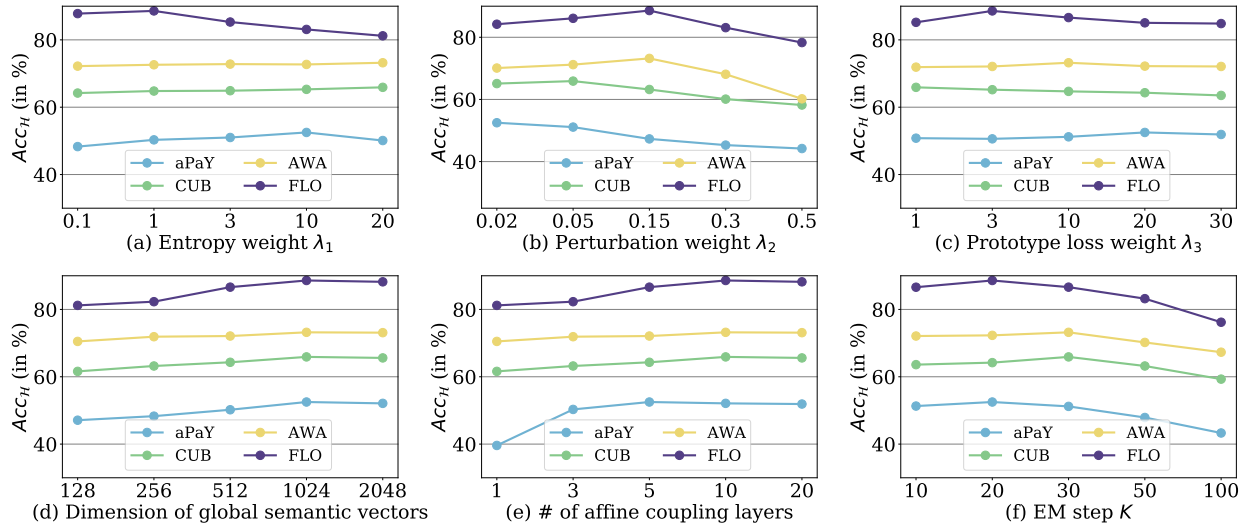 Acc_H (in %)
80
60
40
aPaY AWA
CUB FLO
0.1 1 3 10 20
(a) Entropy weight λ1
Acc_H (in %)
80
60
40
aPaY AWA
CUB FLO
0.02 0.05 0.15 0.3 0.5
(b) Perturbation weight λ2
Acc_H (in %)
80
60
40
aPaY AWA
CUB FLO
1 3 10 20 30
(c) Prototype loss weight λ3
Acc_H (in %)
80
60
40
aPaY AWA
CUB FLO
128 256 512 1024 2048
(d) Dimension of global semantic vectors
Acc_H (in %)
80
60
40
aPaY AWA
CUB FLO
1 3 5 10 20
(e) # of affine coupling layers
Acc_H (in %)
80
60
40
aPaY AWA
CUB FLO
10 20 30 50 100
(f) EM step K